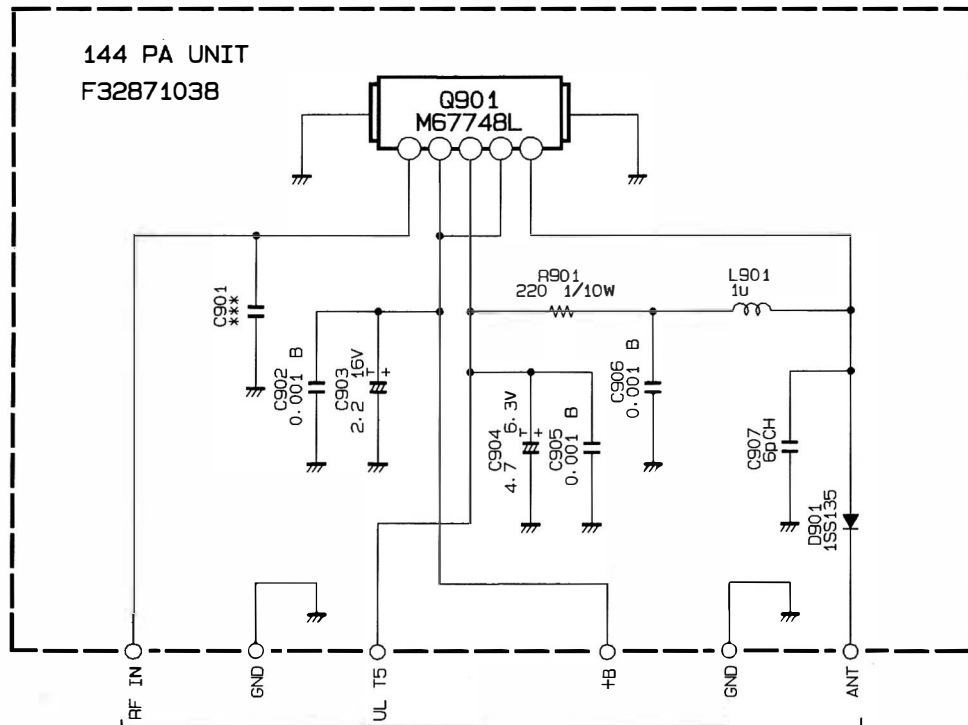 144 PA UNIT
F32871038
Q901
M67748L
R901
220 1/10W
L901
1u
C901
***
C902
0.001 B
C903
2.2 16V
+
C904
4.7 6.3V
+
C905
0.001 B
C906
0.001 B
C907
6pCH
D901
1SS135
RF IN
GND
UL T5
+B
GND
ANT